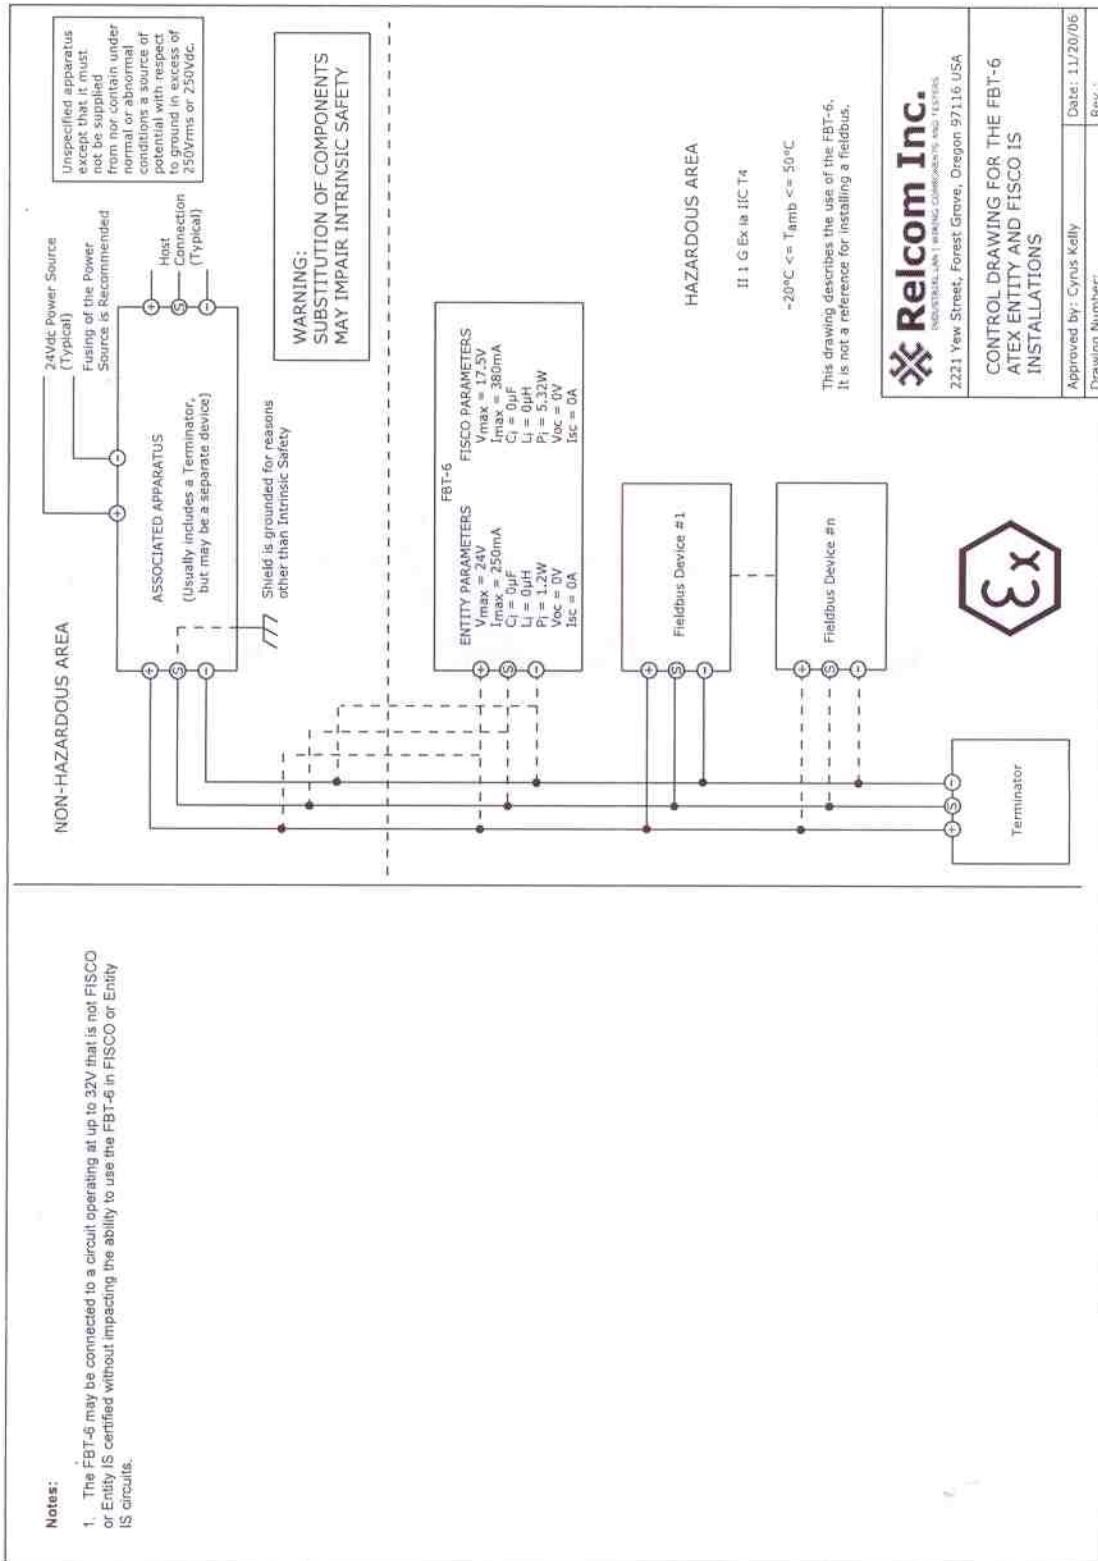 Notes:
1. The FBT-6 may be connected to a circuit operating at up to 32V that is not FISCO
or Entity IS certified without impacting the ability to use the FBT-6 in FISCO or Entity
IS circuits.
NON-HAZARDOUS AREA
24Vdc Power Source
(Typical)
Fusing of the Power
Source is Recommended
Unspecified apparatus
except that it must
not be supplied
from nor contain under
normal or abnormal
conditions a source of
potential with respect
to ground in excess of
250Vrms or 250Vdc.
+
-
ASSOCIATED APPARATUS
(Usually includes a Terminator,
but may be a separate device)
+
S
-
+
S
-
Host
Connection
(Typical)
Shield is grounded for reasons
other than Intrinsic Safety
WARNING:
SUBSTITUTION OF COMPONENTS
MAY IMPAIR INTRINSIC SAFETY
FBT-6
ENTITY PARAMETERS
Vmax = 24V
Imax = 250mA
Ci = 0µF
Li = 0µH
Pi = 1.2W
Voc = 0V
Isc = 0A
FISCO PARAMETERS
Vmax = 17.5V
Imax = 380mA
Ci = 0µF
Li = 0µH
Pi = 5.32W
Voc = 0V
Isc = 0A
+
S
-
HAZARDOUS AREA
II 1 G Ex ia IIC T4
-20°C <= Tamb <= 50°C
+
S
-
Fieldbus Device #1
+
S
-
Fieldbus Device #n
This drawing describes the use of the FBT-6.
It is not a reference for installing a fieldbus.
+
S
-
Terminator
Ex
Relcom Inc.
INDUSTRIAL LAN | WIRING COMPONENTS AND TESTERS
2221 Yew Street, Forest Grove, Oregon 97116 USA
CONTROL DRAWING FOR THE FBT-6
ATEX ENTITY AND FISCO IS
INSTALLATIONS
Approved by: Cyrus Kelly
Date: 11/20/06
Drawing Number:
Rev.: